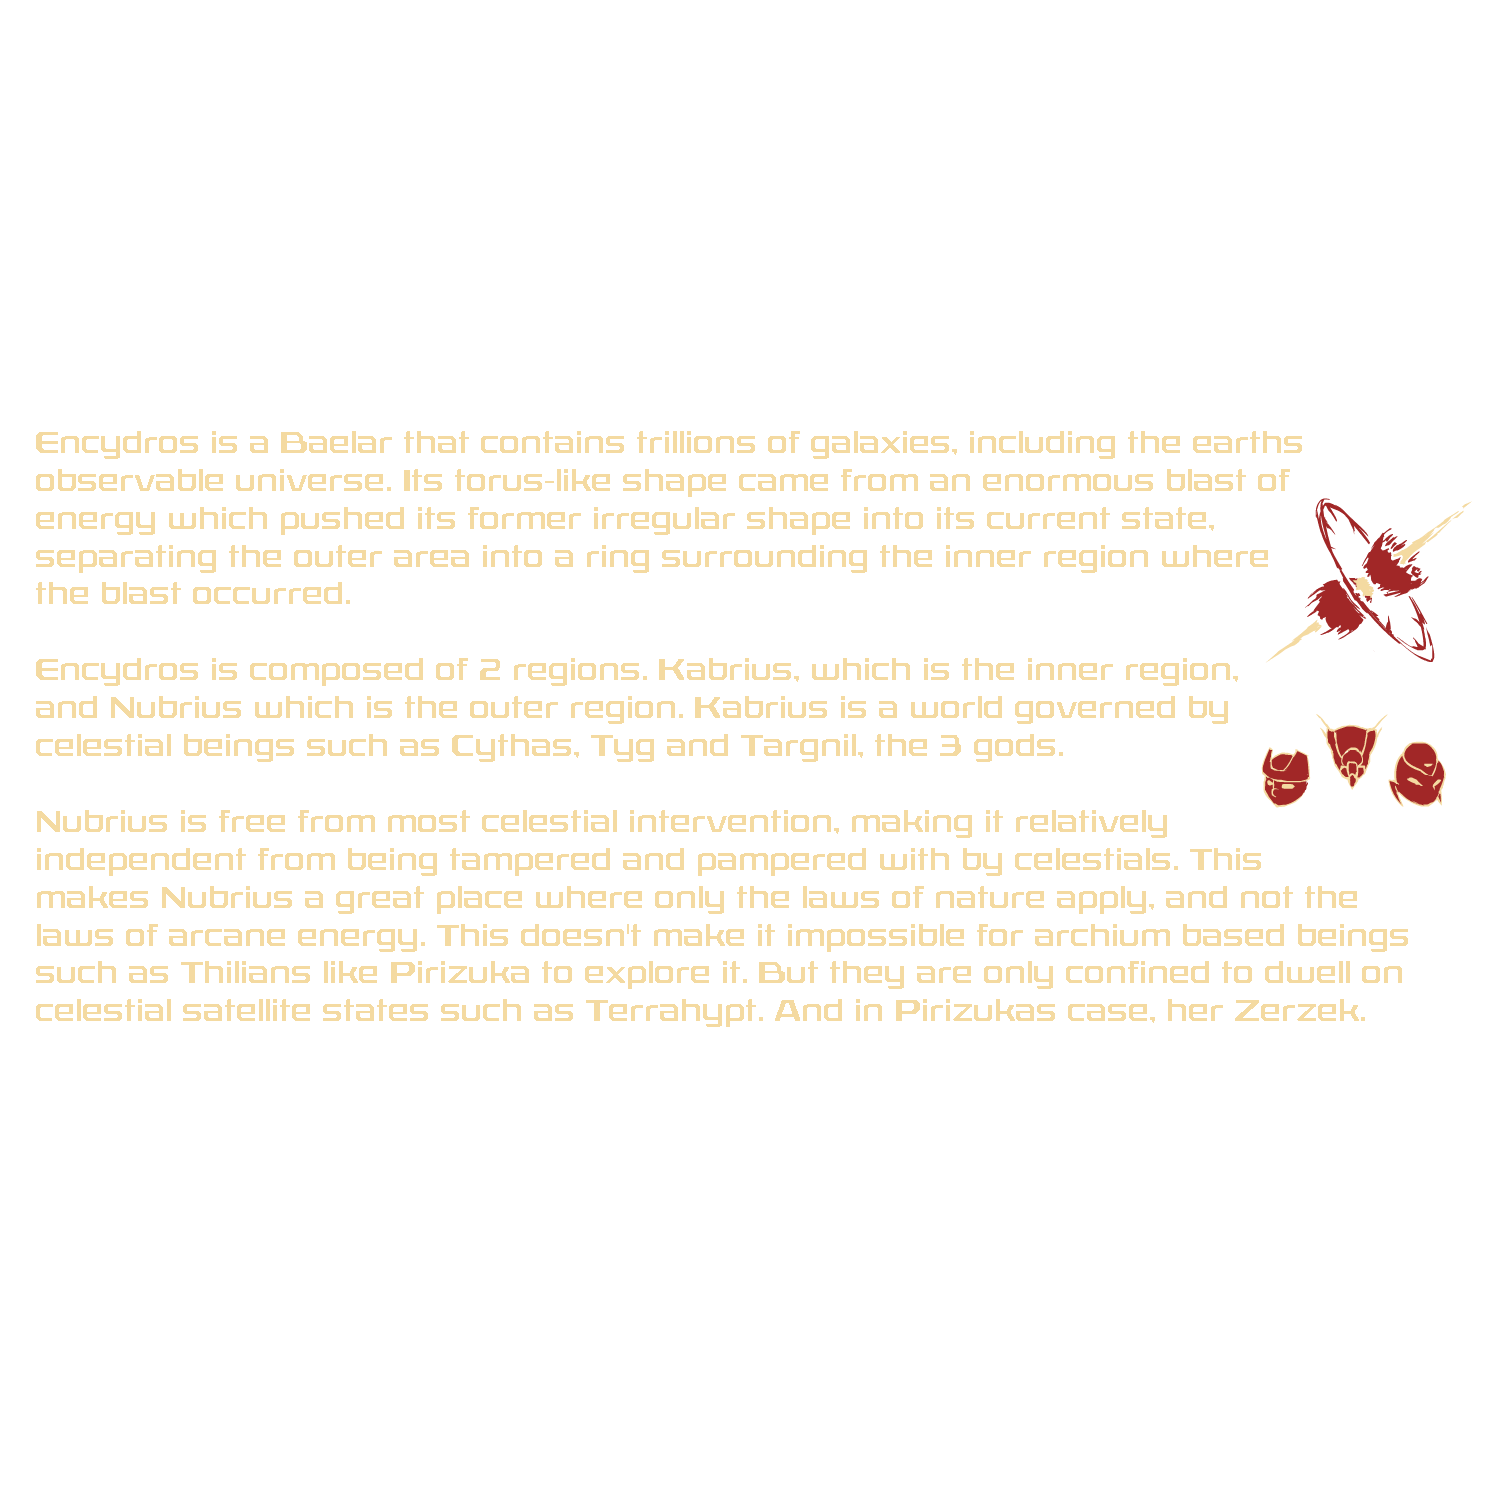 Encydros is a Baelar that contains trillions of galaxies, including the earths
observable universe. Its torus-like shape came from an enormous blast of
energy which pushed its former irregular shape into its current state,
separating the outer area into a ring surrounding the inner region where
the blast occurred.
Encydros is composed of 2 regions. Kabrius, which is the inner region,
and Nubrius which is the outer region. Kabrius is a world governed by
celestial beings such as Cythas, Tyg and Targnil, the 3 gods.
Nubrius is free from most celestial intervention, making it relatively
independent from being tampered and pampered with by celestials. This
makes Nubrius a great place where only the laws of nature apply, and not the
laws of arcane energy. This doesn't make it impossible for archium based beings
such as Thilians like Pirizuka to explore it. But they are only confined to dwell on
celestial satellite states such as Terrahypt. And in Pirizukas case, her Zerzek.